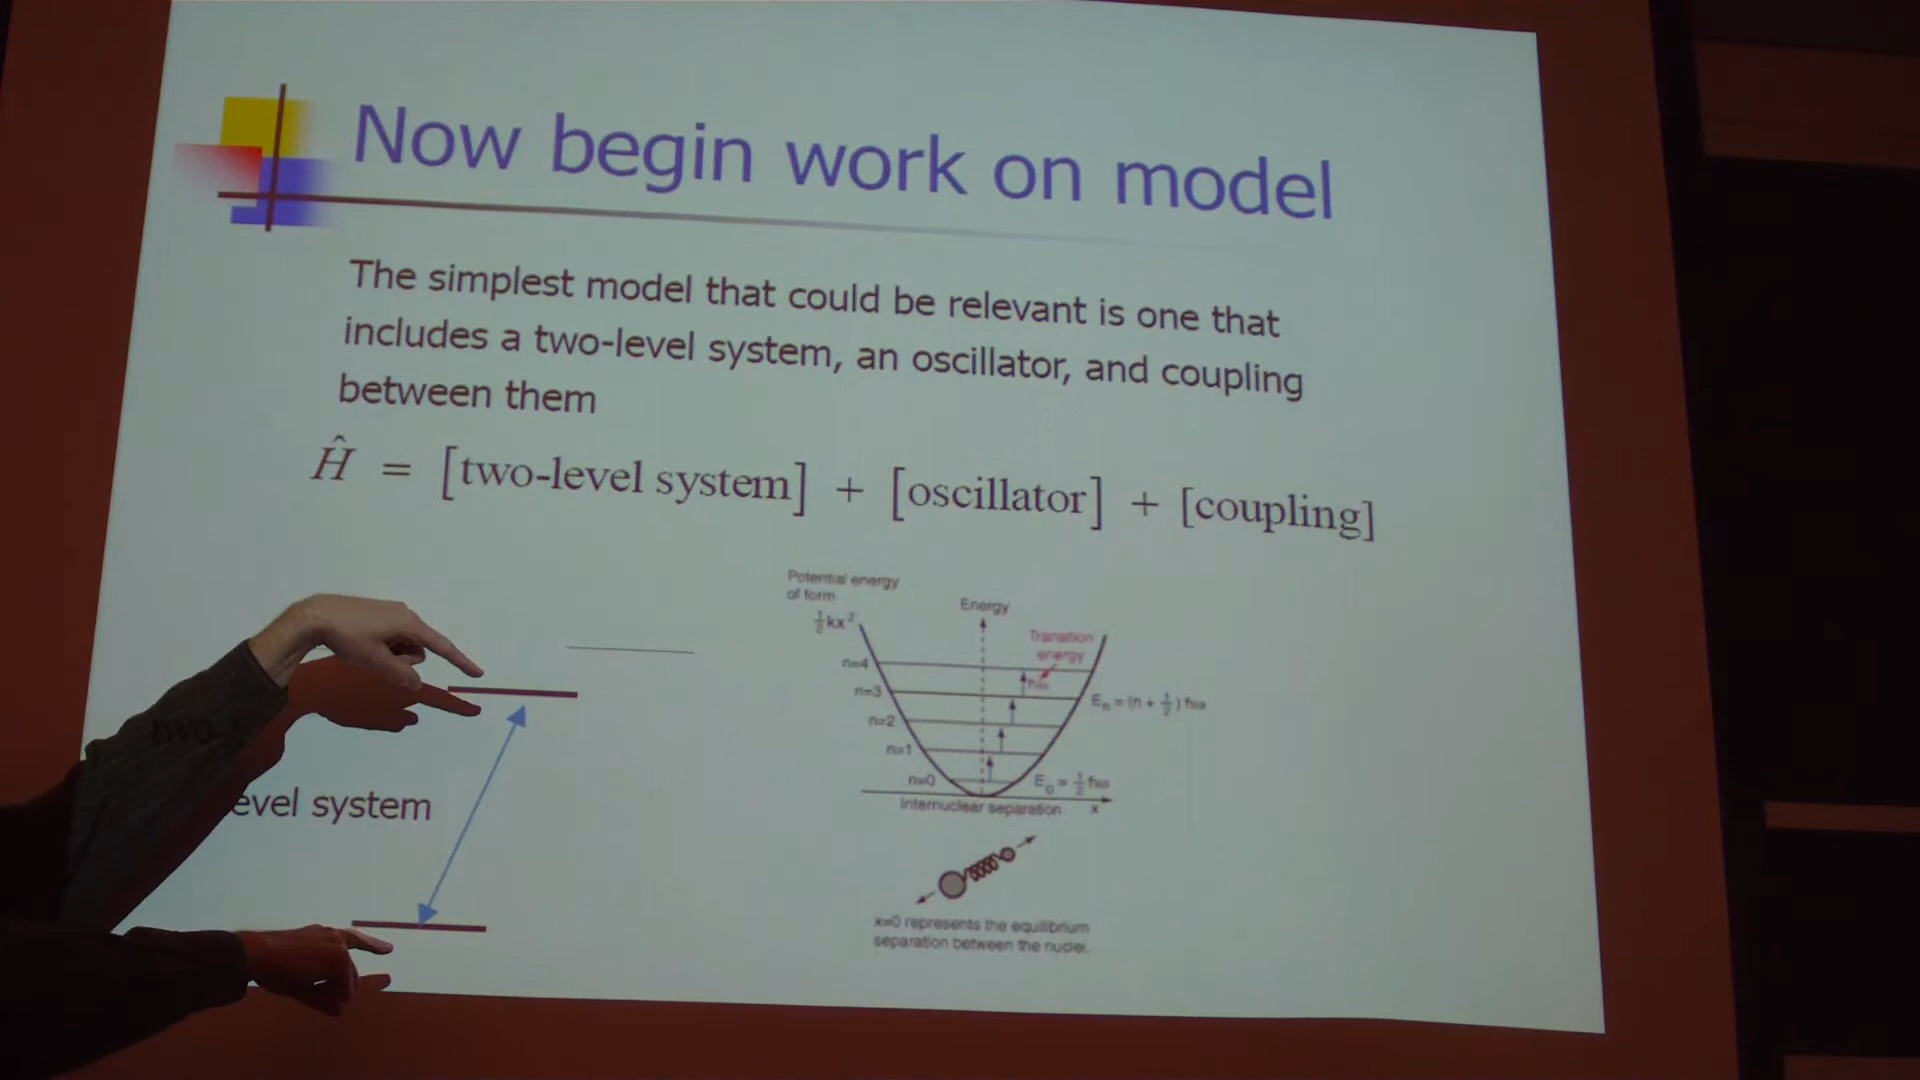 Now begin work on model
The simplest model that could be relevant is one that
includes a two-level system, an oscillator, and coupling
between them
Ĥ = [two-level system] + [oscillator] + [coupling]
evel system
Potential energy
of form
½kx²
Energy
Transition
energy
ħω
n=4
n=3
n=2
n=1
n=0
Eₙ = (n + ½) ħω
E₀ = ½ ħω
Internuclear separation
x
x=0 represents the equilibrium
separation between the nuclei.